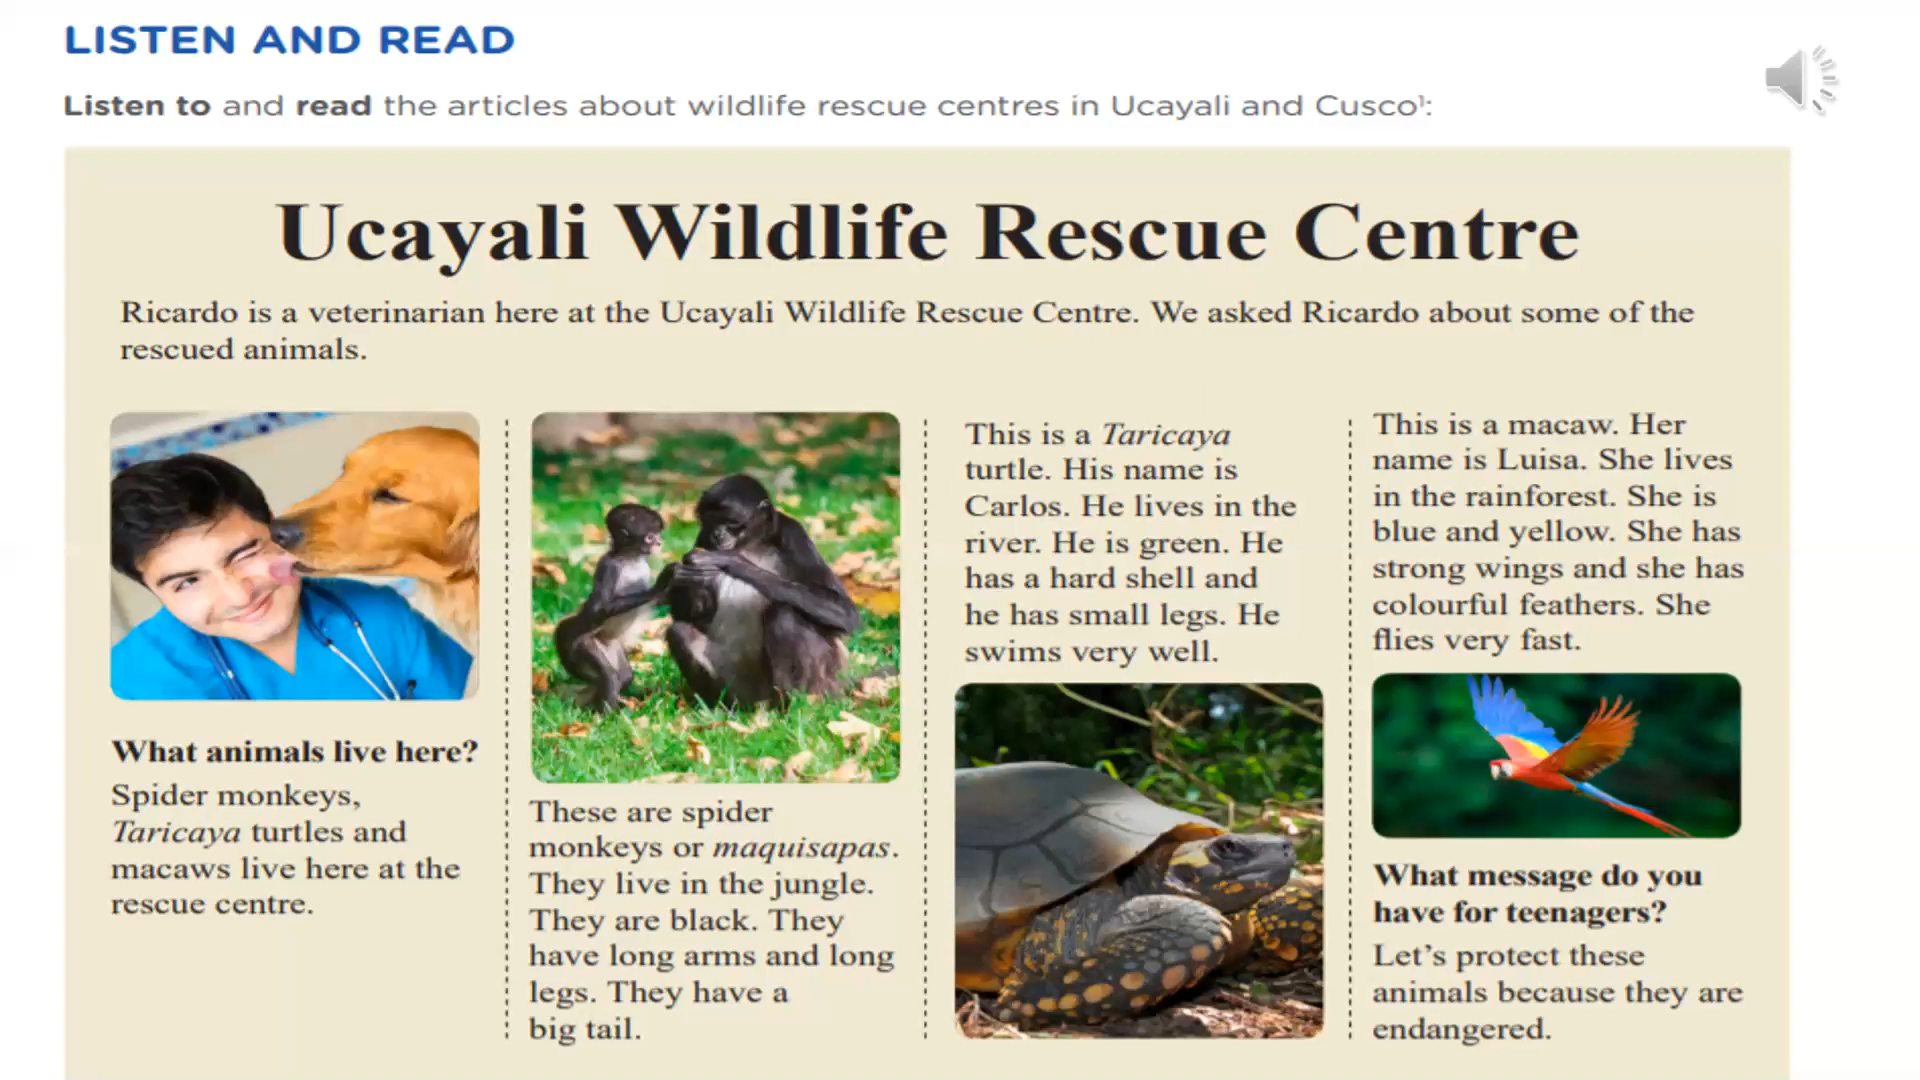 LISTEN AND READ
Listen to and read the articles about wildlife rescue centres in Ucayali and Cusco¹:
Ucayali Wildlife Rescue Centre
Ricardo is a veterinarian here at the Ucayali Wildlife Rescue Centre. We asked Ricardo about some of the
rescued animals.
What animals live here?
Spider monkeys,
Taricaya turtles and
macaws live here at the
rescue centre.
These are spider
monkeys or maquisapas.
They live in the jungle.
They are black. They
have long arms and long
legs. They have a
big tail.
This is a Taricaya
turtle. His name is
Carlos. He lives in the
river. He is green. He
has a hard shell and
he has small legs. He
swims very well.
This is a macaw. Her
name is Luisa. She lives
in the rainforest. She is
blue and yellow. She has
strong wings and she has
colourful feathers. She
flies very fast.
What message do you
have for teenagers?
Let's protect these
animals because they are
endangered.